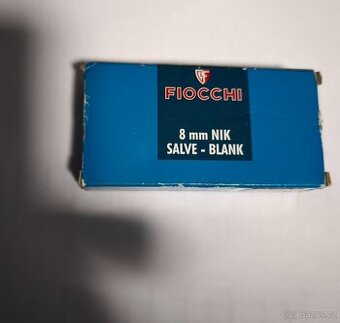 FIOCCHI
8 mm NIK
SALVE - BLANK